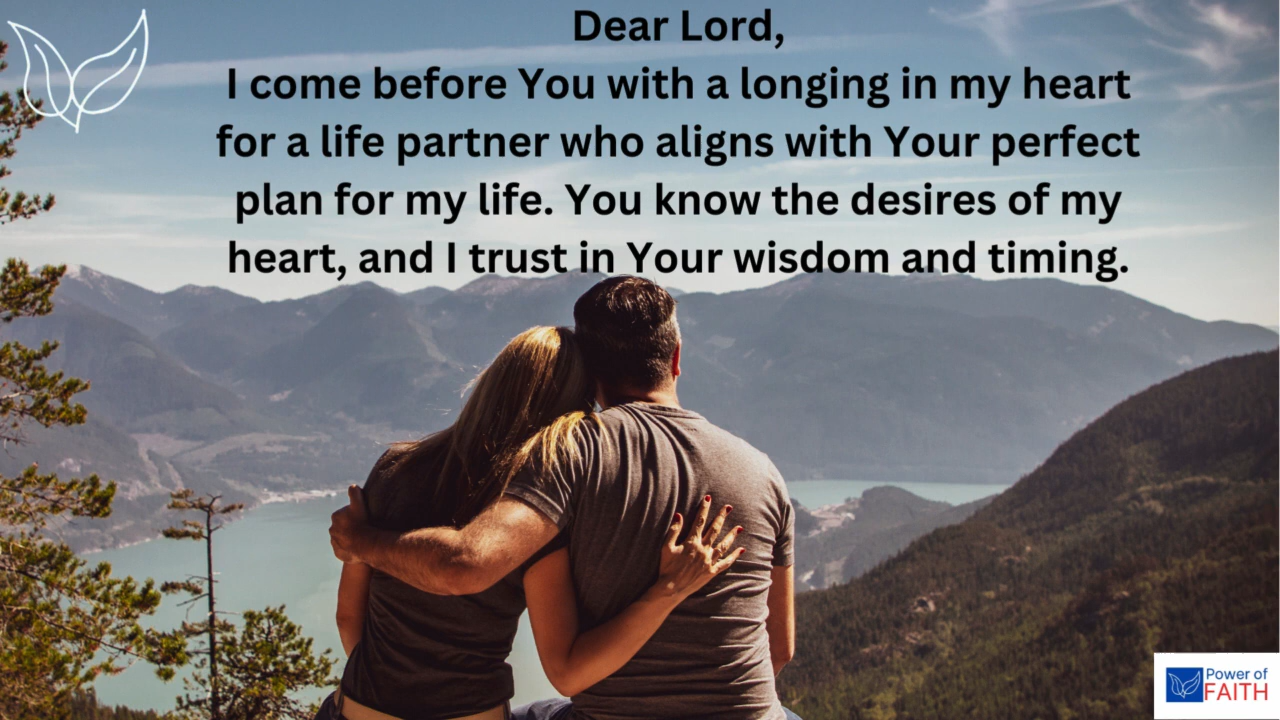 Dear Lord,
I come before You with a longing in my heart
for a life partner who aligns with Your perfect
plan for my life. You know the desires of my
heart, and I trust in Your wisdom and timing.
Power of
FAITH